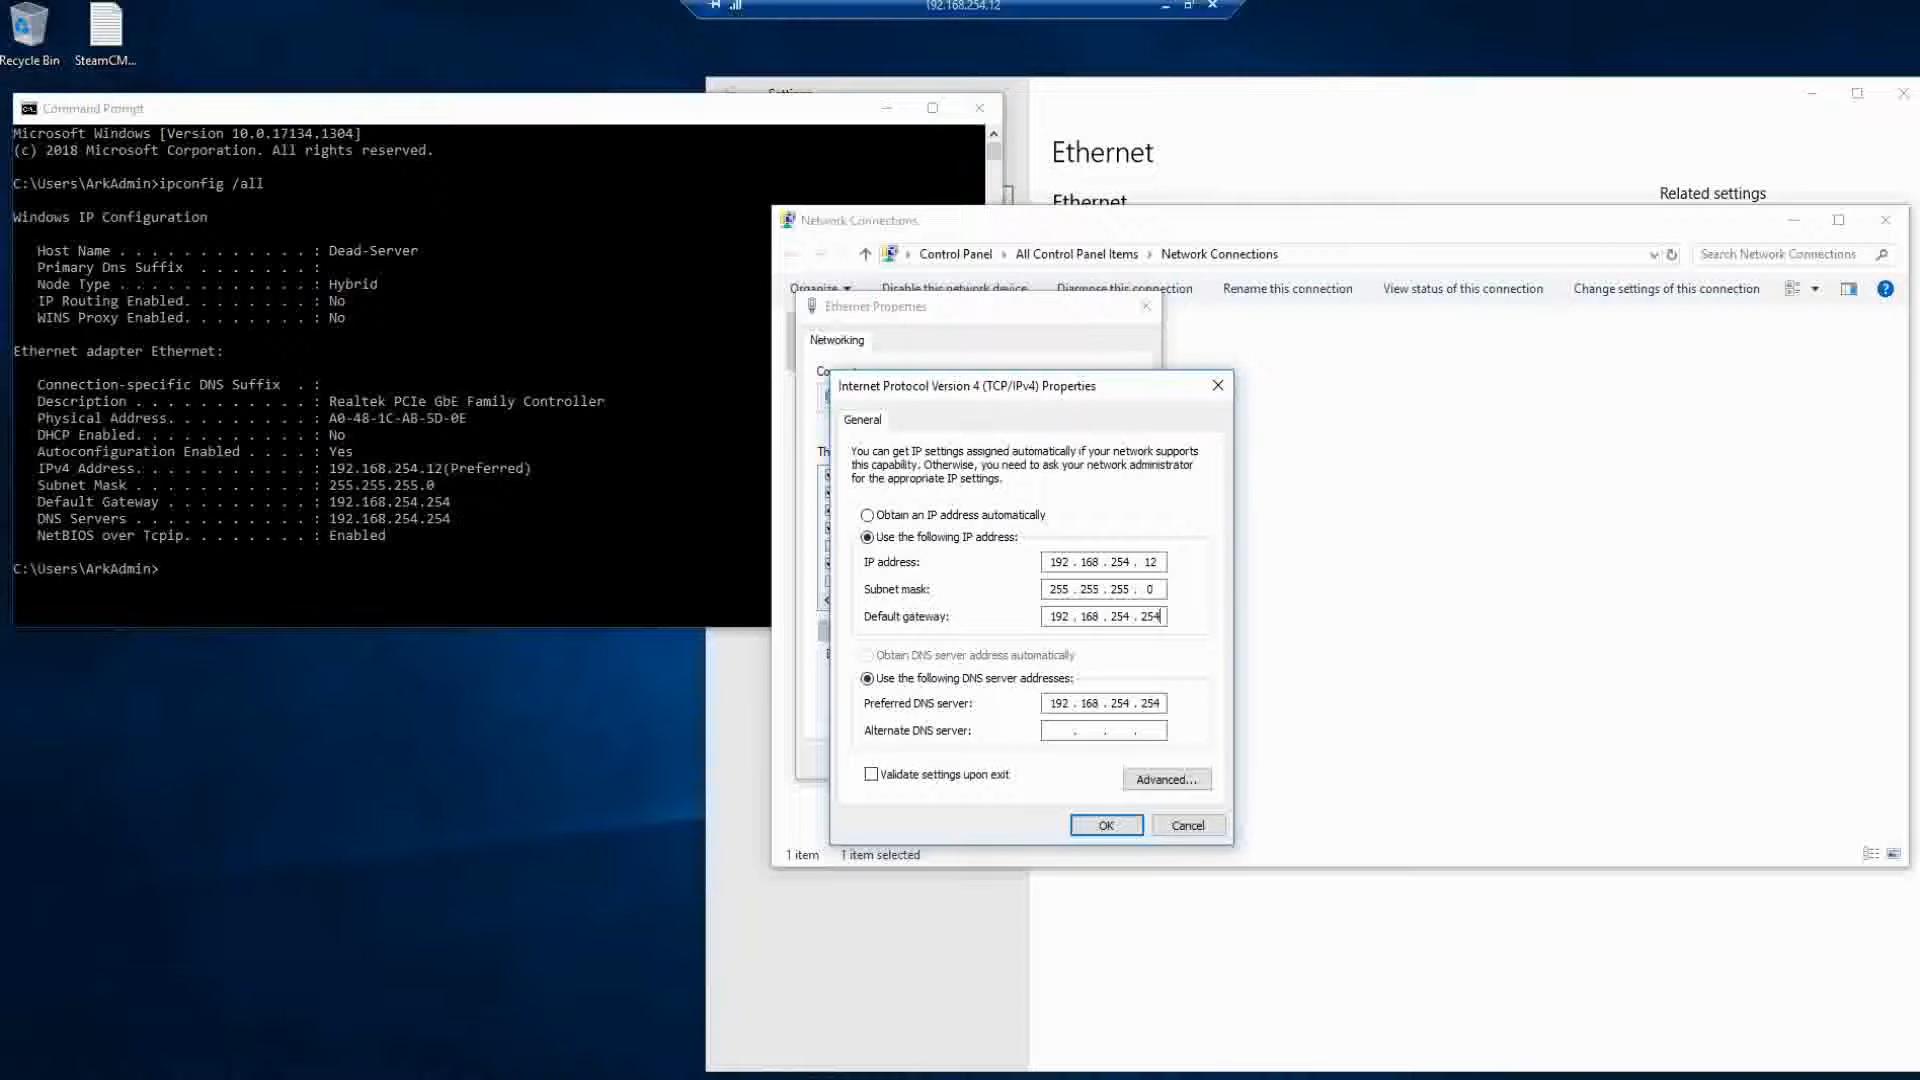 192.168.254.12
Recycle Bin
SteamCM...
Command Prompt
Microsoft Windows [Version 10.0.17134.1304]
(c) 2018 Microsoft Corporation. All rights reserved.
C:\Users\ArkAdmin>ipconfig /all
Windows IP Configuration
Host Name . . . . . . . . . . . . : Dead-Server
Primary Dns Suffix  . . . . . . . :
Node Type . . . . . . . . . . . . : Hybrid
IP Routing Enabled. . . . . . . . : No
WINS Proxy Enabled. . . . . . . . : No
Ethernet adapter Ethernet:
Connection-specific DNS Suffix  . :
Description . . . . . . . . . . . : Realtek PCIe GbE Family Controller
Physical Address. . . . . . . . . : A0-48-1C-AB-5D-0E
DHCP Enabled. . . . . . . . . . . : No
Autoconfiguration Enabled . . . . : Yes
IPv4 Address. . . . . . . . . . . : 192.168.254.12(Preferred)
Subnet Mask . . . . . . . . . . . : 255.255.255.0
Default Gateway . . . . . . . . . : 192.168.254.254
DNS Servers . . . . . . . . . . . : 192.168.254.254
NetBIOS over Tcpip. . . . . . . . : Enabled
C:\Users\ArkAdmin>
Settings
Ethernet
Ethernet
Related settings
Network Connections
Control Panel > All Control Panel Items > Network Connections
Search Network Connections
Organize
Disable this network device
Diagnose this connection
Rename this connection
View status of this connection
Change settings of this connection
Ethernet Properties
Networking
Internet Protocol Version 4 (TCP/IPv4) Properties
General
You can get IP settings assigned automatically if your network supports
this capability. Otherwise, you need to ask your network administrator
for the appropriate IP settings.
Obtain an IP address automatically
Use the following IP address:
IP address: 192 . 168 . 254 . 12
Subnet mask: 255 . 255 . 255 . 0
Default gateway: 192 . 168 . 254 . 254
Obtain DNS server address automatically
Use the following DNS server addresses:
Preferred DNS server: 192 . 168 . 254 . 254
Alternate DNS server: . . .
Validate settings upon exit
Advanced...
OK
Cancel
1 item
1 item selected